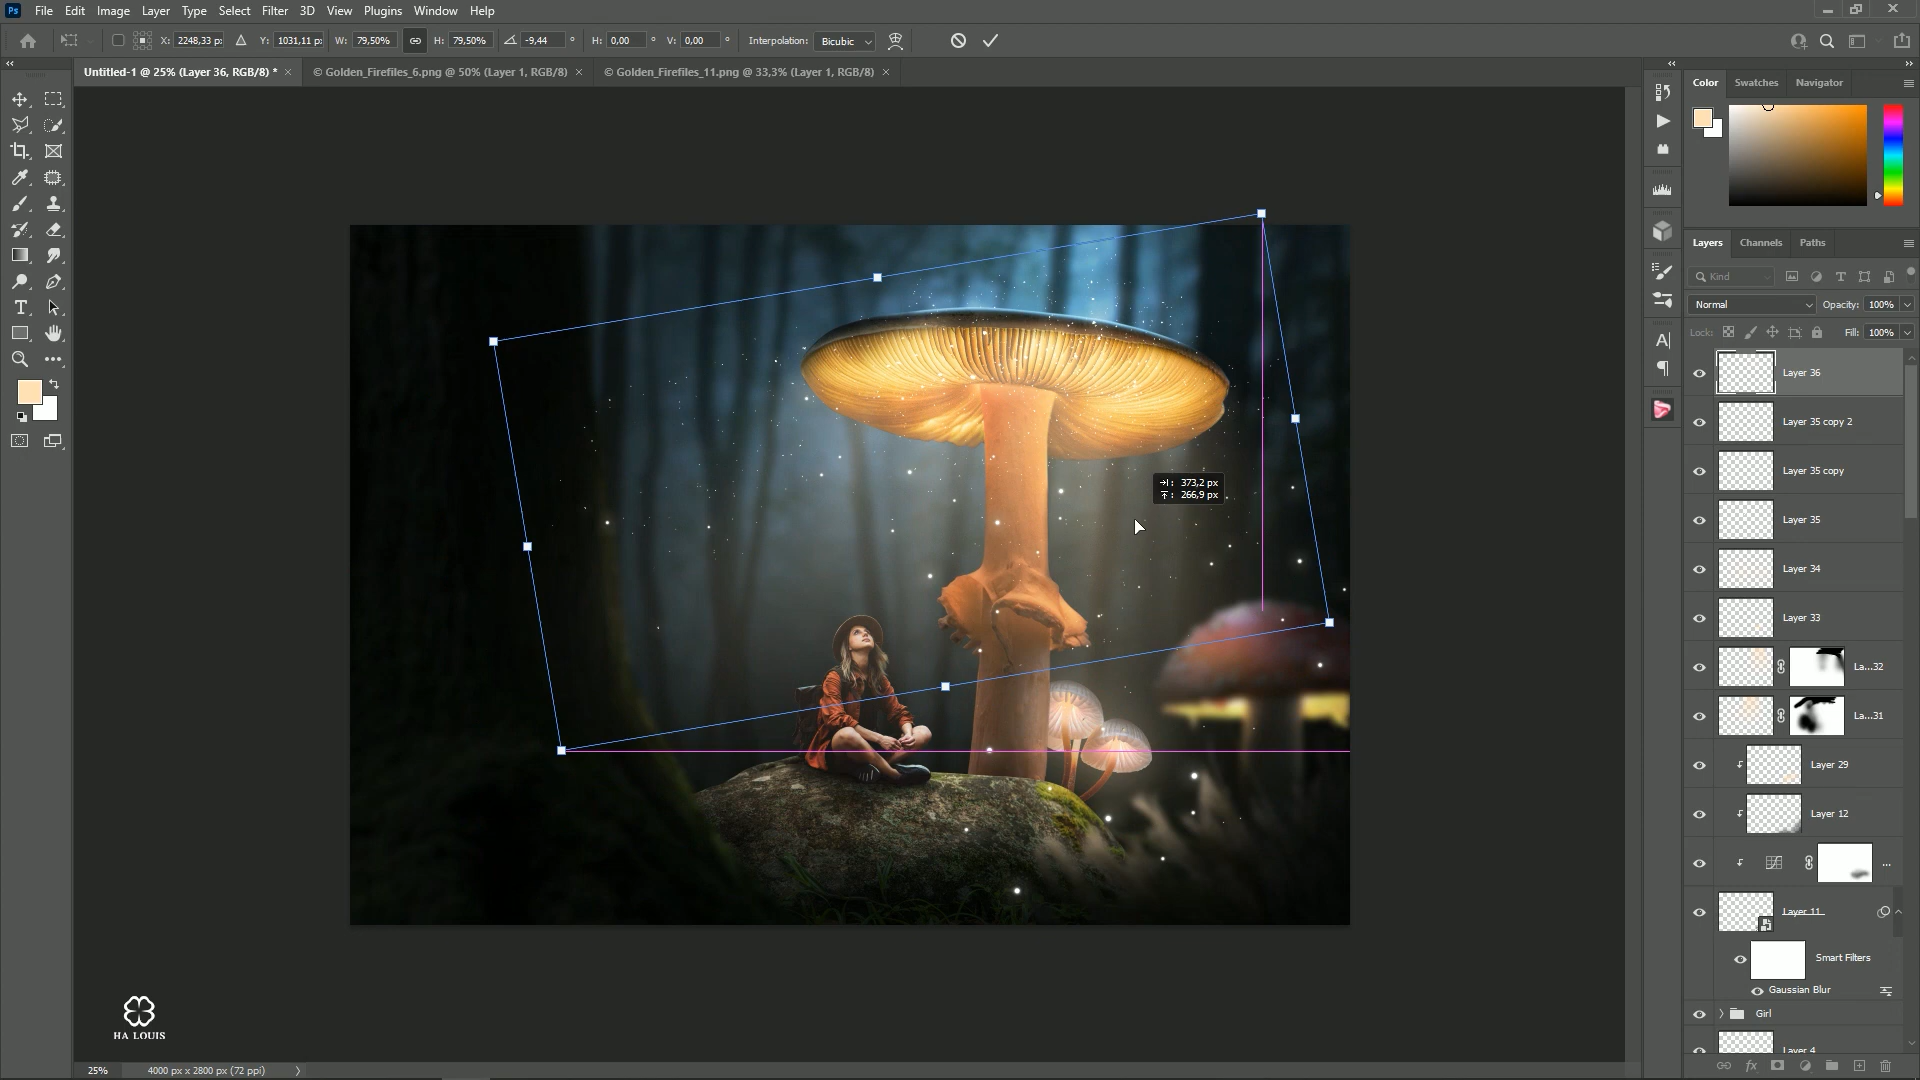 Ps File Edit Image Layer Type Select Filter 3D View Plugins Window Help
X: 2248,33 p: Y: 1031,11 p: W: 79,50% H: 79,50% -9,44 ° H: 0,00 ° V: 0,00 ° Interpolation: Bicubic
Untitled-1 @ 25% (Layer 36, RGB/8) * × © Golden_Firefiles_6.png @ 50% (Layer 1, RGB/8) × © Golden_Firefiles_11.png @ 33,3% (Layer 1, RGB/8) ×
Color Swatches Navigator
Layers Channels Paths
Kind
Normal Opacity: 100%
Lock: Fill: 100%
Layer 36
Layer 35 copy 2
Layer 35 copy
373,2 px
266,9 px
Layer 35
Layer 34
Layer 33
La...32
La...31
Layer 29
Layer 12
...
Layer 11
Smart Filters
Gaussian Blur
Girl
Layer 4
HA LOUIS
25% 4000 px x 2800 px (72 ppi)